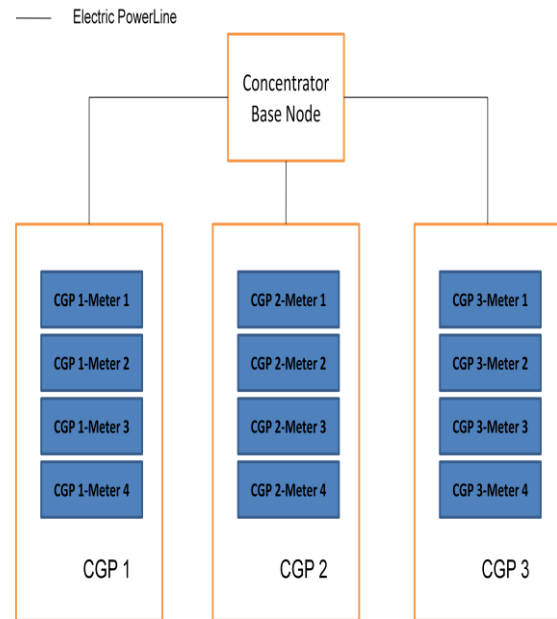 Electric PowerLine
Concentrator
Base Node
CGP 1-Meter 1
CGP 1-Meter 2
CGP 1-Meter 3
CGP 1-Meter 4
CGP 1
CGP 2-Meter 1
CGP 2-Meter 2
CGP 2-Meter 3
CGP 2-Meter 4
CGP 2
CGP 3-Meter 1
CGP 3-Meter 2
CGP 3-Meter 3
CGP 3-Meter 4
CGP 3